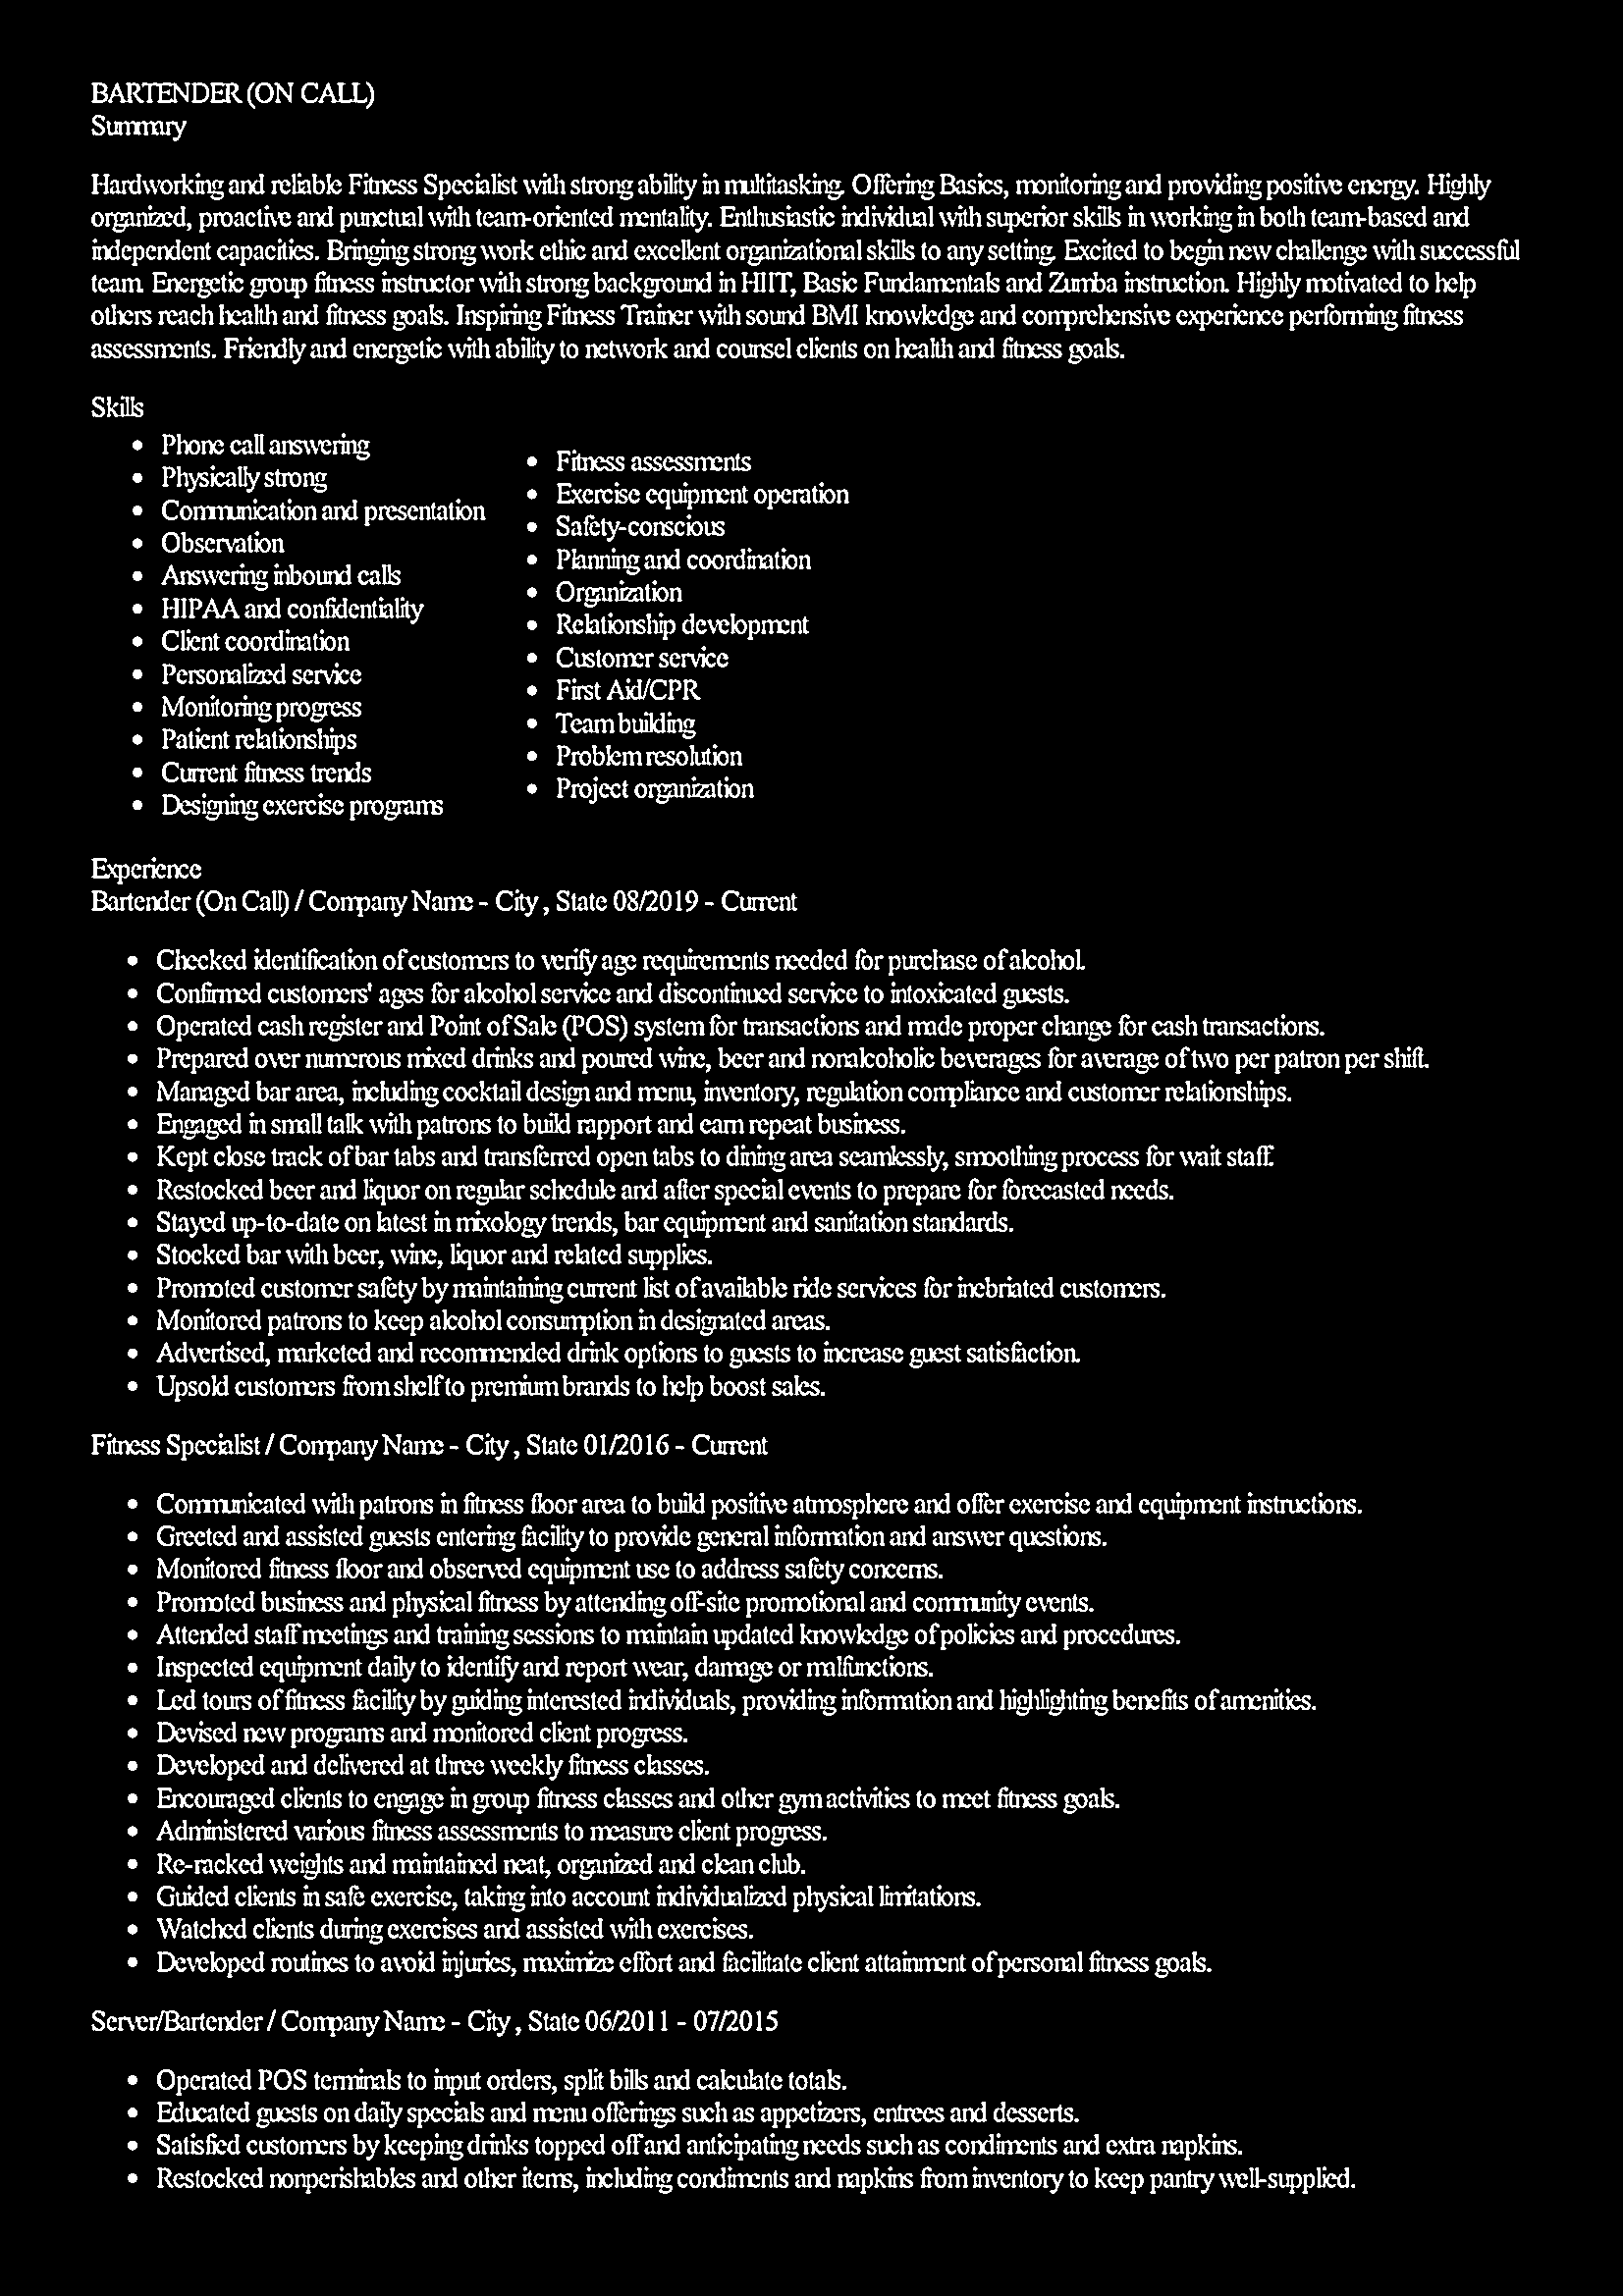 BARTENDER (ON CALL)
Summary
Hardworking and reliable Fitness Specialist with strong ability in multitasking. Offering Basics, monitoring and providing positive energy. Highly
organized, proactive and punctual with team-oriented mentality. Enthusiastic individual with superior skills in working in both team-based and
independent capacities. Bringing strong work ethic and excellent organizational skills to any setting. Excited to begin new challenge with successful
team. Energetic group fitness instructor with strong background in HIIT, Basic Fundamentals and Zumba instruction. Highly motivated to help
others reach health and fitness goals. Inspiring Fitness Trainer with sound BMI knowledge and comprehensive experience performing fitness
assessments. Friendly and energetic with ability to network and counsel clients on health and fitness goals.
Skills
• Phone call answering
• Physically strong
• Communication and presentation
• Observation
• Answering inbound calls
• HIPAA and confidentiality
• Client coordination
• Personalized service
• Monitoring progress
• Patient relationships
• Current fitness trends
• Designing exercise programs
• Fitness assessments
• Exercise equipment operation
• Safety-conscious
• Planning and coordination
• Organization
• Relationship development
• Customer service
• First Aid/CPR
• Team building
• Problem resolution
• Project organization
Experience
Bartender (On Call) / Company Name - City , State 08/2019 - Current
• Checked identification of customers to verify age requirements needed for purchase of alcohol.
• Confirmed customers' ages for alcohol service and discontinued service to intoxicated guests.
• Operated cash register and Point of Sale (POS) system for transactions and made proper change for cash transactions.
• Prepared over numerous mixed drinks and poured wine, beer and nonalcoholic beverages for average of two per patron per shift.
• Managed bar area, including cocktail design and menu, inventory, regulation compliance and customer relationships.
• Engaged in small talk with patrons to build rapport and earn repeat business.
• Kept close track of bar tabs and transferred open tabs to dining area seamlessly, smoothing process for wait staff.
• Restocked beer and liquor on regular schedule and after special events to prepare for forecasted needs.
• Stayed up-to-date on latest in mixology trends, bar equipment and sanitation standards.
• Stocked bar with beer, wine, liquor and related supplies.
• Promoted customer safety by maintaining current list of available ride services for inebriated customers.
• Monitored patrons to keep alcohol consumption in designated areas.
• Advertised, marketed and recommended drink options to guests to increase guest satisfaction.
• Upsold customers from shelf to premium brands to help boost sales.
Fitness Specialist / Company Name - City , State 01/2016 - Current
• Communicated with patrons in fitness floor area to build positive atmosphere and offer exercise and equipment instructions.
• Greeted and assisted guests entering facility to provide general information and answer questions.
• Monitored fitness floor and observed equipment use to address safety concerns.
• Promoted business and physical fitness by attending off-site promotional and community events.
• Attended staff meetings and training sessions to maintain updated knowledge of policies and procedures.
• Inspected equipment daily to identify and report wear, damage or malfunctions.
• Led tours of fitness facility by guiding interested individuals, providing information and highlighting benefits of amenities.
• Devised new programs and monitored client progress.
• Developed and delivered at three weekly fitness classes.
• Encouraged clients to engage in group fitness classes and other gym activities to meet fitness goals.
• Administered various fitness assessments to measure client progress.
• Re-racked weights and maintained neat, organized and clean club.
• Guided clients in safe exercise, taking into account individualized physical limitations.
• Watched clients during exercises and assisted with exercises.
• Developed routines to avoid injuries, maximize effort and facilitate client attainment of personal fitness goals.
Server/Bartender / Company Name - City , State 06/2011 - 07/2015
• Operated POS terminals to input orders, split bills and calculate totals.
• Educated guests on daily specials and menu offerings such as appetizers, entrees and desserts.
• Satisfied customers by keeping drinks topped off and anticipating needs such as condiments and extra napkins.
• Restocked nonperishables and other items, including condiments and napkins from inventory to keep pantry well-supplied.